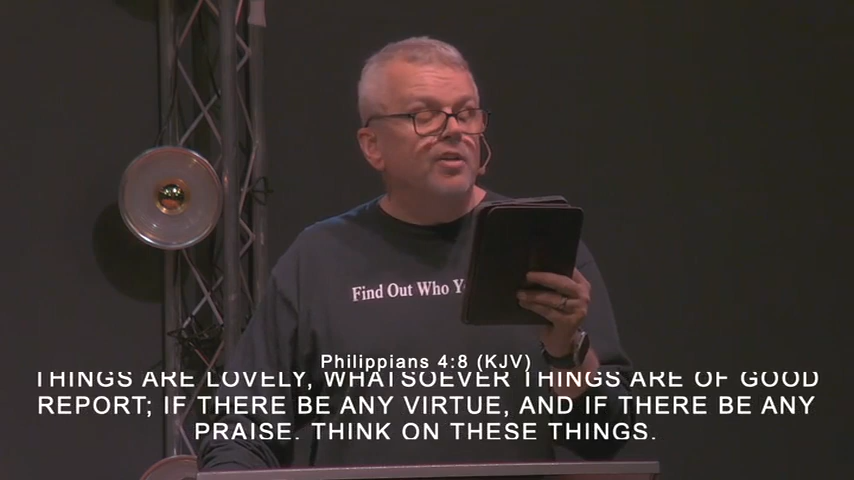 Find Out Who
Philippians 4:8 (KJV)
THINGS ARE LOVELY, WHATSOEVER THINGS ARE OF GOOD
REPORT; IF THERE BE ANY VIRTUE, AND IF THERE BE ANY
PRAISE, THINK ON THESE THINGS.